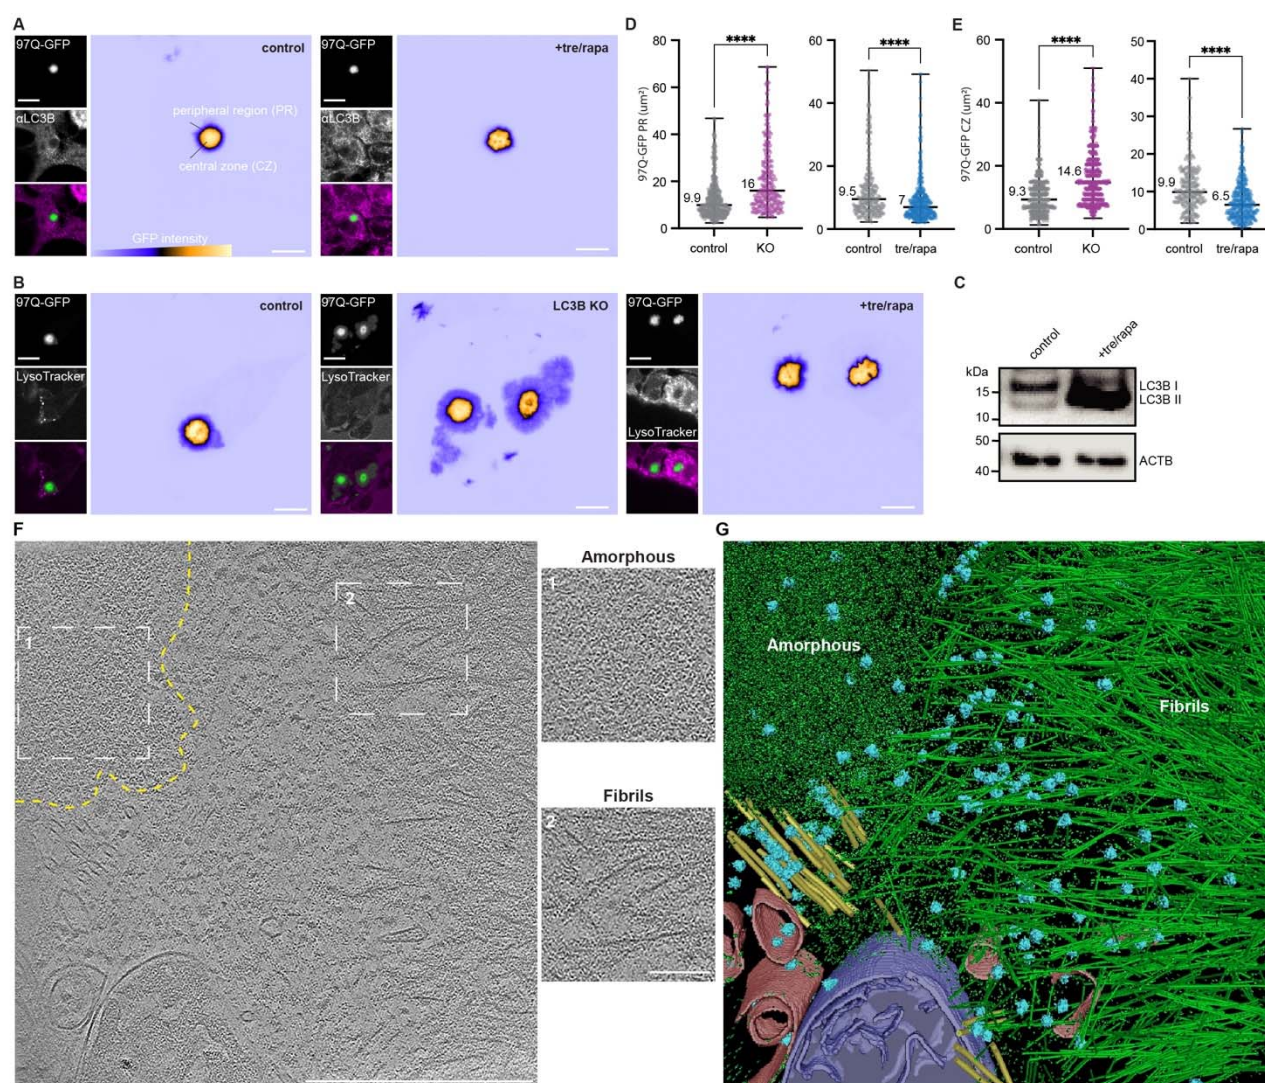 A
97Q-GFP
control
αLC3B
peripheral region (PR)
central zone (CZ)
GFP intensity
97Q-GFP
+tre/rapa
αLC3B
D
97Q-GFP PR (um²)
80
60
40
20
0
****
9.9
16
control
KO
60
40
20
0
****
9.5
7
control
tre/rapa
E
97Q-GFP CZ (um²)
60
40
20
0
****
9.3
14.6
control
KO
50
40
30
20
10
0
****
9.9
6.5
control
tre/rapa
B
97Q-GFP
control
LysoTracker
97Q-GFP
LC3B KO
LysoTracker
97Q-GFP
+tre/rapa
LysoTracker
C
control
+tre/rapa
kDa
15
10
LC3B I
LC3B II
50
40
ACTB
F
1
2
Amorphous
1
Fibrils
2
G
Amorphous
Fibrils